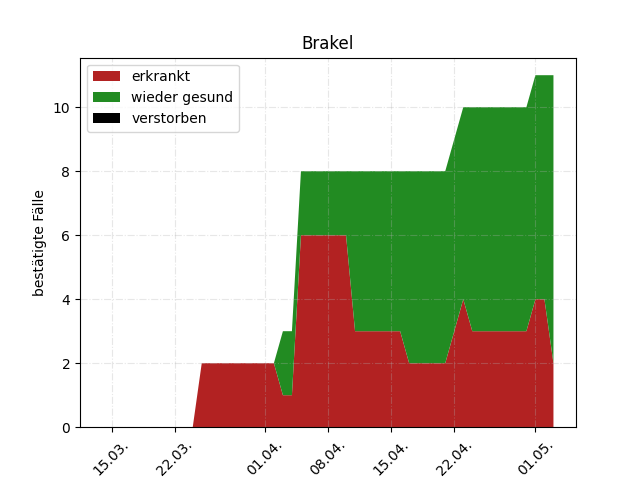 Brakel
erkrankt
wieder gesund
verstorben
bestätigte Fälle
10
8
6
4
2
0
15.03.
22.03.
01.04.
08.04.
15.04.
22.04.
01.05.